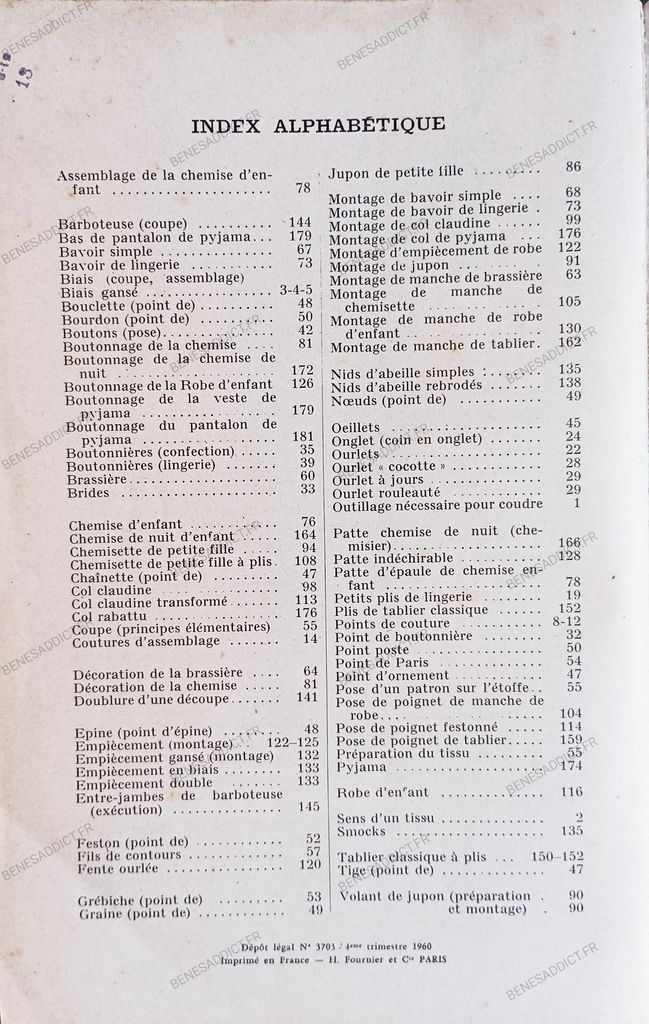 13
INDEX ALPHABÉTIQUE
Assemblage de la chemise d'en-
fant .................... 78
Barboteuse (coupe) .......... 144
Bas de pantalon de pyjama... 179
Bavoir simple ............... 67
Bavoir de lingerie ........... 73
Biais (coupe, assemblage)
Biais gansé .................. 3-4-5
Bouclette (point de) .......... 48
Bourdon (point de) .......... 50
Boutons (pose)............... 42
Boutonnage de la chemise .... 81
Boutonnage de la chemise de
nuit .................... 172
Boutonnage de la Robe d'enfant 126
Boutonnage de la veste de
pyjama ................. 179
Boutonnage du pantalon de
pyjama ................. 181
Boutonnières (confection) ..... 35
Boutonnières (lingerie) ....... 39
Brassière.................... 60
Brides ...................... 33
Chemise d'enfant ............ 76
Chemise de nuit d'enfant ..... 164
Chemisette de petite fille ..... 94
Chemisette de petite fille à plis. 108
Chaînette (point de) ......... 47
Col claudine ................ 98
Col claudine transformé ...... 113
Col rabattu ................. 176
Coupe (principes élémentaires) 55
Coutures d'assemblage ....... 14
Décoration de la brassière .... 64
Décoration de la chemise ..... 81
Doublure d'une découpe....... 141
Epine (point d'épine) ........ 48
Empiècement (montage) . 122-125
Empiècement gansé (montage) 132
Empiècement en biais ........ 133
Empiècement double ....... 133
Entre-jambes de barboteuse
(exécution) ............... 145
Feston (point de) ............ 52
Fils de contours ............. 57
Fente ourlée ................ 120
Grébiche (point de) ......... 53
Graine (point de) ........... 49
Jupon de petite fille ......... 86
Montage de bavoir simple .... 68
Montage de bavoir de lingerie . 73
Montage de col claudine ...... 99
Montage de col de pyjama ... 176
Montage d'empiècement de robe 122
Montage de jupon ........... 91
Montage de manche de brassière 63
Montage de manche de
chemisette ............... 105
Montage de manche de robe
d'enfant ................. 130
Montage de manche de tablier. 162
Nids d'abeille simples : ....... 135
Nids d'abeille rebrodés ....... 138
Nœuds (point de) ........... 49
Oeillets .................... 45
Onglet (coin en onglet) ....... 24
Ourlets ..................... 22
Ourlet « cocotte » ............ 28
Ourlet à jours ............... 29
Ourlet rouleauté ............ 29
Outillage nécessaire pour coudre 1
Patte chemise de nuit (che-
misier)................... 166
Patte indéchirable ........... 128
Patte d'épaule de chemise en-
fant ..................... 78
Petits plis de lingerie ........ 19
Plis de tablier classique ...... 152
Points de couture .......... 8-12
Point de boutonnière ......... 32
Point poste ................. 50
Point de Paris .............. 54
Point d'ornement ............ 47
Pose d'un patron sur l'étoffe.. 55
Pose de poignet de manche de
robe..................... 104
Pose de poignet festonné ..... 114
Pose de poignet de tablier..... 159
Préparation du tissu ......... 55
Pyjama ..................... 174
Robe d'enfant .............. 116
Sens d'un tissu .............. 2
Smocks .................... 135
Tablier classique à plis ... 150-152
Tige (point de) .............. 47
Volant de jupon (préparation . 90
et montage) . 90
Dépôt légal N° 3703 / 4eme trimestre 1960
Imprimé en France — H. Fournier et Cie PARIS
BENESADDICT.FR